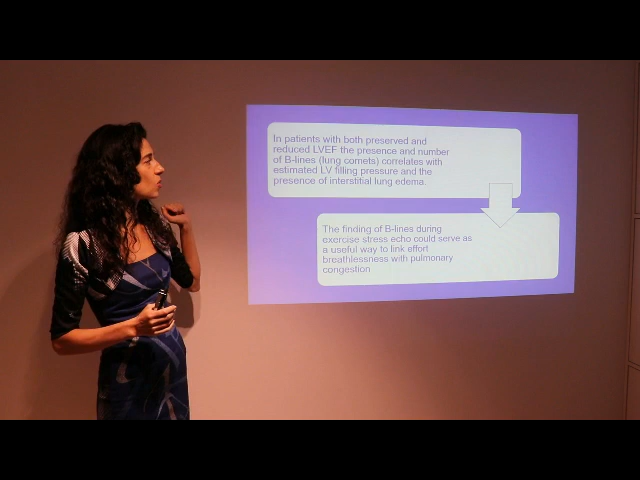 In patients with both preserved and
reduced LVEF the presence and number
of B-lines (lung comets) correlates with
estimated LV filling pressure and the
presence of interstitial lung edema.
The finding of B-lines during
exercise stress echo could serve as
a useful way to link effort
breathlessness with pulmonary
congestion